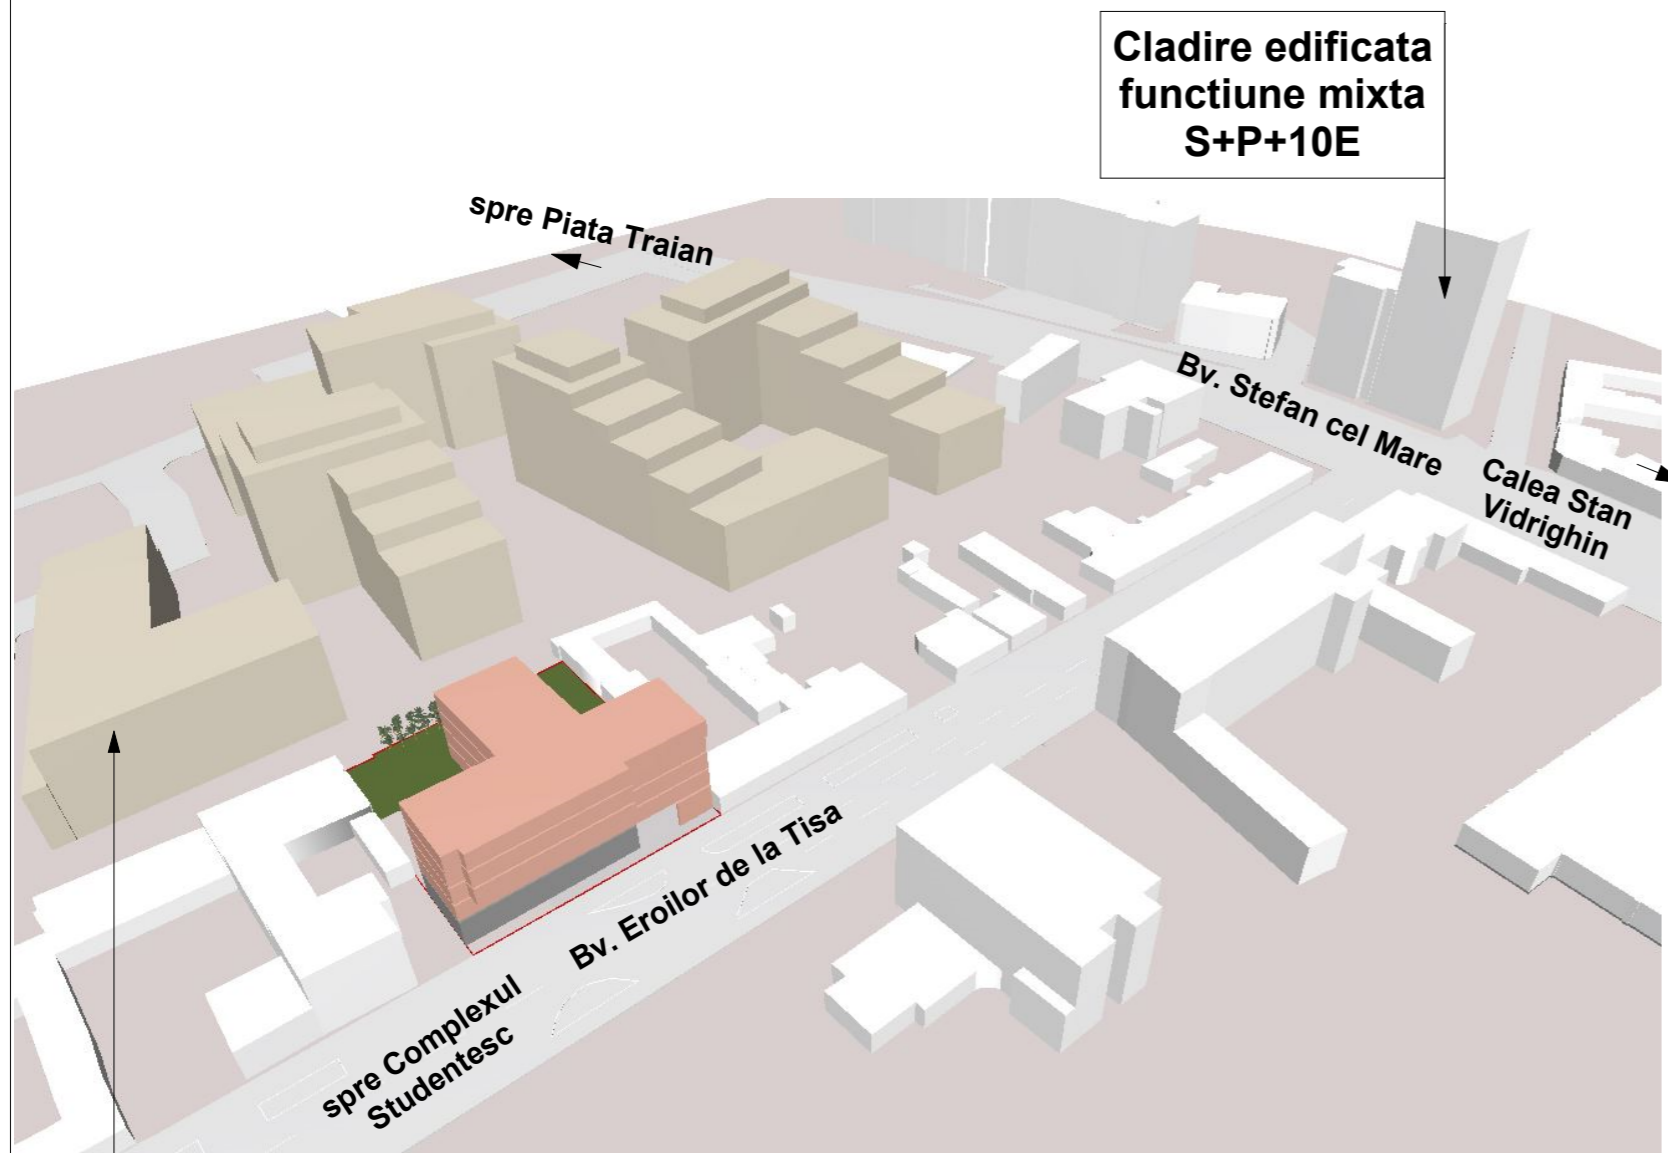 Cladire edificata
functiune mixta
S+P+10E
spre Piata Traian
Bv. Stefan cel Mare
Calea Stan
Vidrighin
Bv. Eroilor de la Tisa
spre Complexul
Studentesc